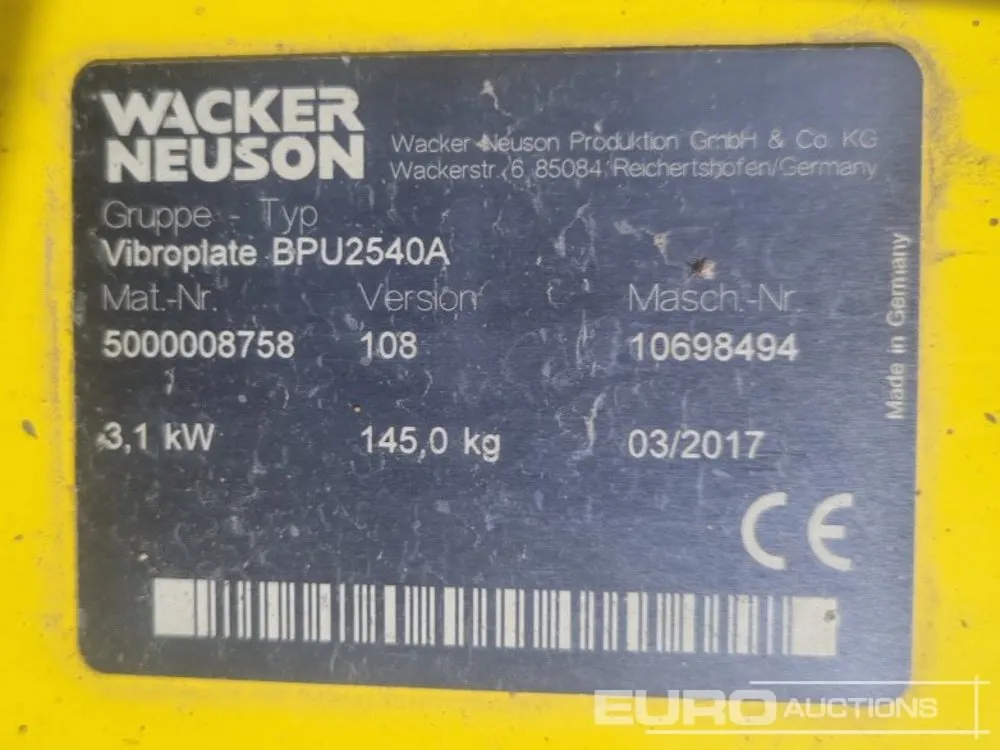 WACKER
NEUSON
Wacker Neuson Produktion GmbH & Co KG
Wackerstr. 6 85084 Reichertshofen/Germany
Gruppe - Typ
Vibroplate BPU2540A
Mat.-Nr. Version Masch.-Nr.
5000008758 108 10698494
3,1 kW 145,0 kg 03/2017
Made in Germany
CE
EURO AUCTIONS